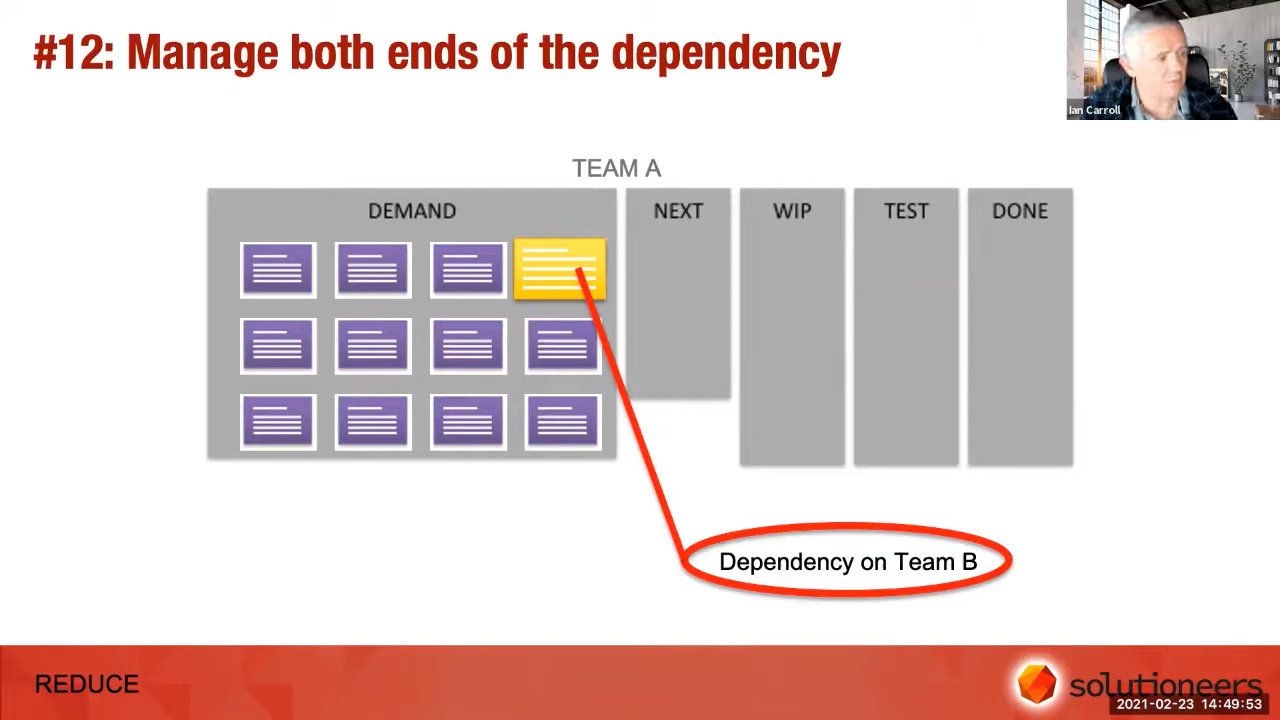 #12: Manage both ends of the dependency
Ian Carroll
TEAM A
DEMAND
NEXT
WIP
TEST
DONE
Dependency on Team B
REDUCE
solutioneers
2021-02-23 14:49:53